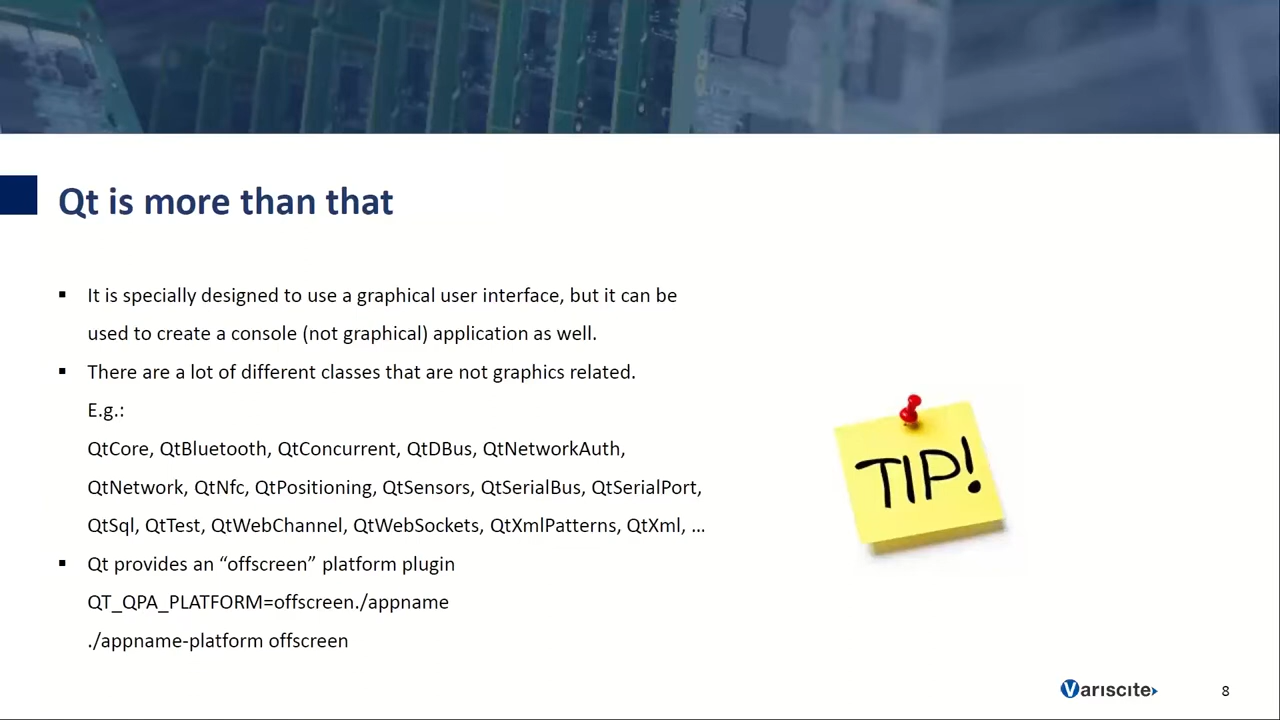 Qt is more than that
▪ It is specially designed to use a graphical user interface, but it can be
used to create a console (not graphical) application as well.
▪ There are a lot of different classes that are not graphics related.
E.g.:
QtCore, QtBluetooth, QtConcurrent, QtDBus, QtNetworkAuth,
QtNetwork, QtNfc, QtPositioning, QtSensors, QtSerialBus, QtSerialPort,
QtSql, QtTest, QtWebChannel, QtWebSockets, QtXmlPatterns, QtXml, ...
▪ Qt provides an “offscreen” platform plugin
QT_QPA_PLATFORM=offscreen./appname
./appname-platform offscreen
TIP!
Variscite
8